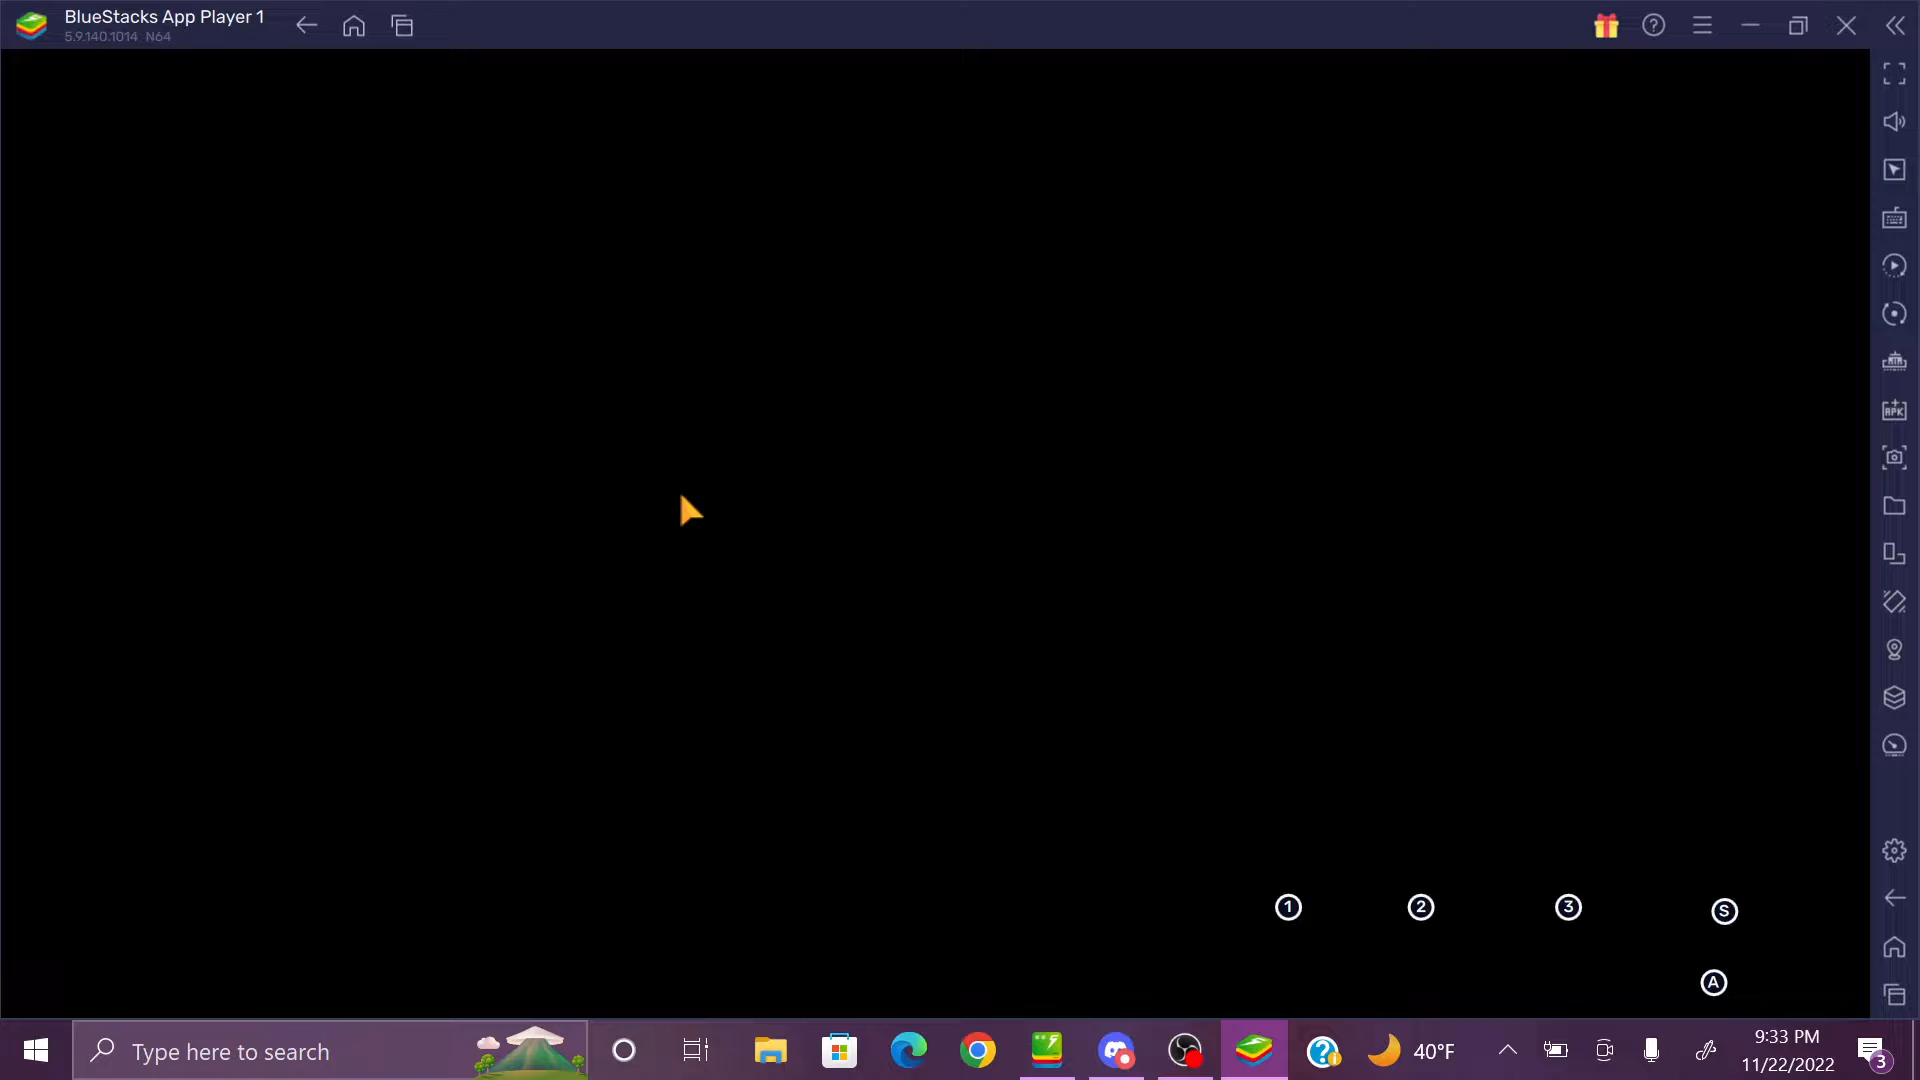 BlueStacks App Player 1
5.9.140.1014 N64
APK
1
2
3
S
A
Type here to search
40°F
9:33 PM
11/22/2022
3